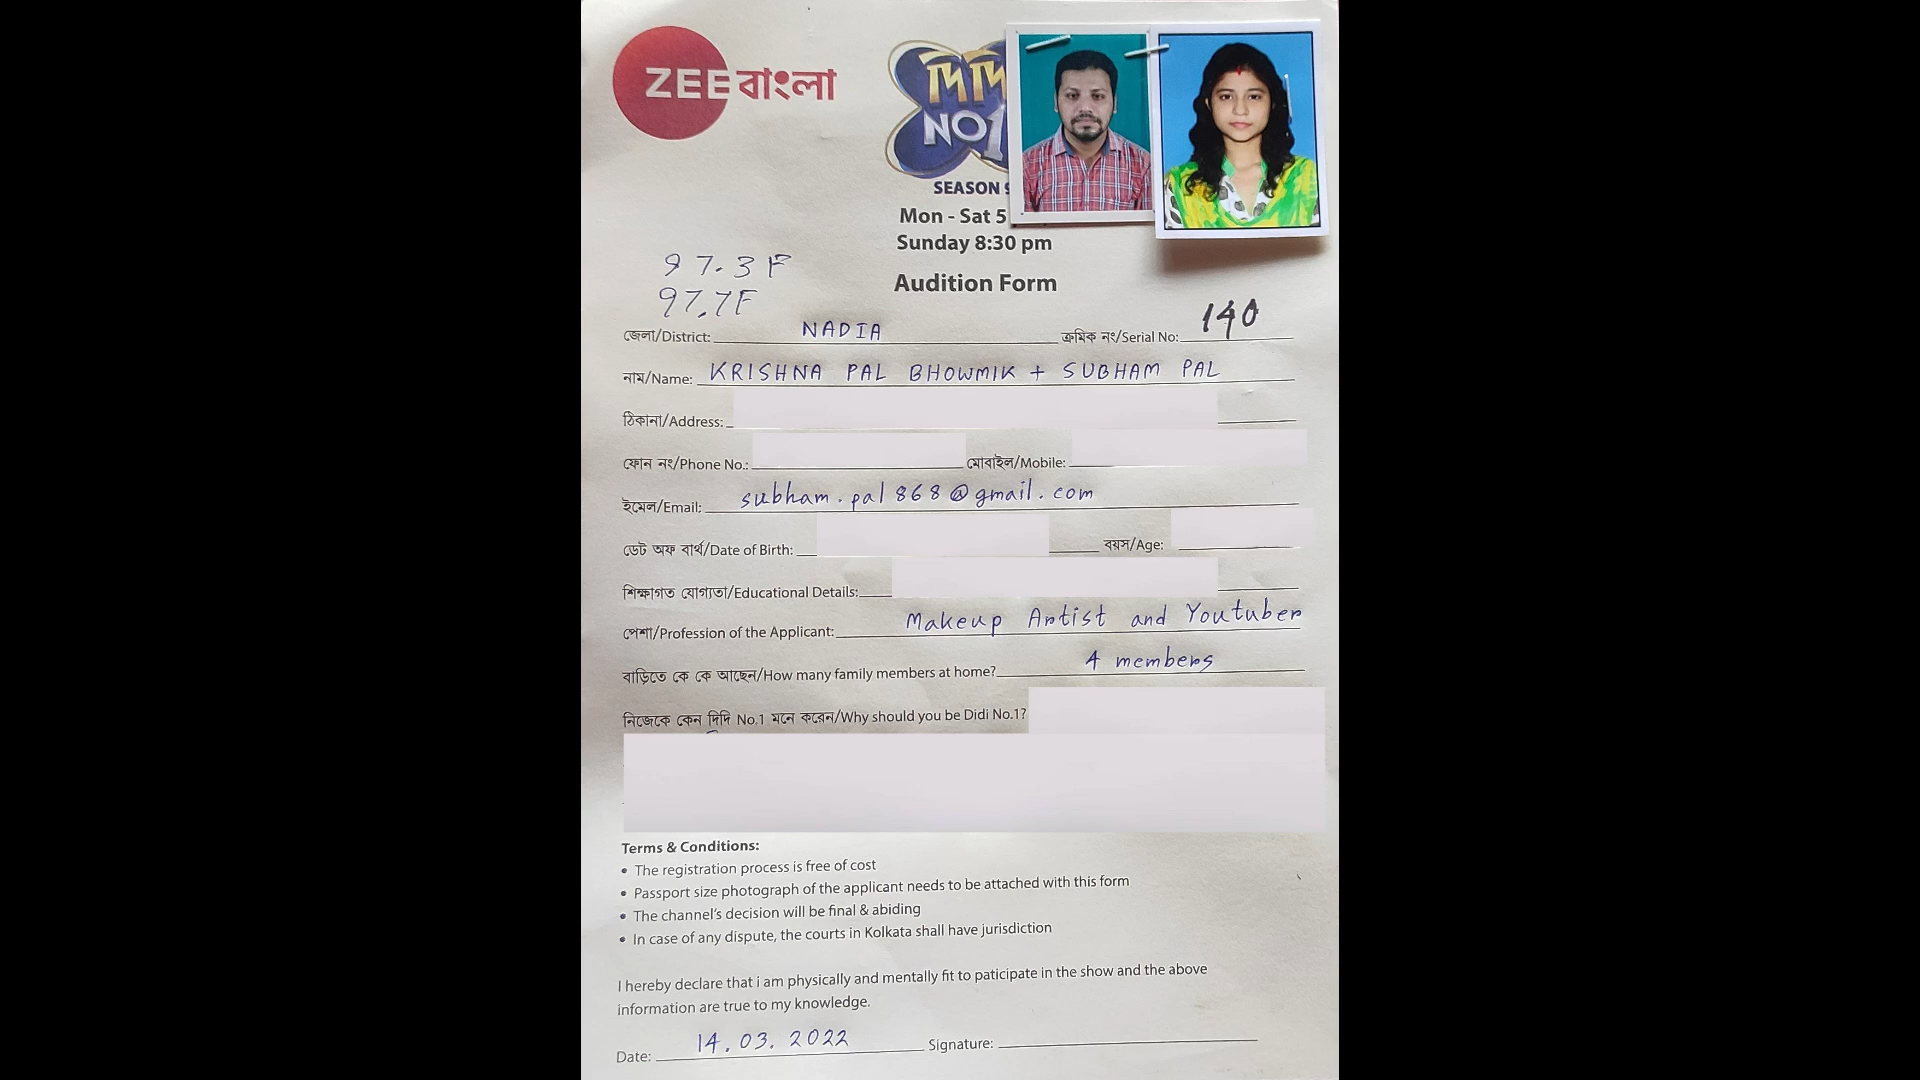 ZEE বাংলা
দিদি
NO1
SEASON 9
Mon - Sat 5
Sunday 8:30 pm
97.3F
97.7F
Audition Form
জেলা/District: NADIA ক্রমিক নং/Serial No: 140
নাম/Name: KRISHNA PAL BHOWMIK + SUBHAM PAL
ঠিকানা/Address:
ফোন নং/Phone No.: মোবাইল/Mobile:
ইমেল/Email: subham.pal868@gmail.com
ডেট অফ বার্থ/Date of Birth: বয়স/Age:
শিক্ষাগত যোগ্যতা/Educational Details:
পেশা/Profession of the Applicant: Makeup Artist and Youtuber
বাড়িতে কে কে আছেন/How many family members at home? 4 members
নিজেকে কেন দিদি No.1 মনে করেন/Why should you be Didi No.1?
Terms & Conditions:
• The registration process is free of cost
• Passport size photograph of the applicant needs to be attached with this form
• The channel's decision will be final & abiding
• In case of any dispute, the courts in Kolkata shall have jurisdiction
I hereby declare that i am physically and mentally fit to paticipate in the show and the above
information are true to my knowledge.
Date: 14.03.2022 Signature: